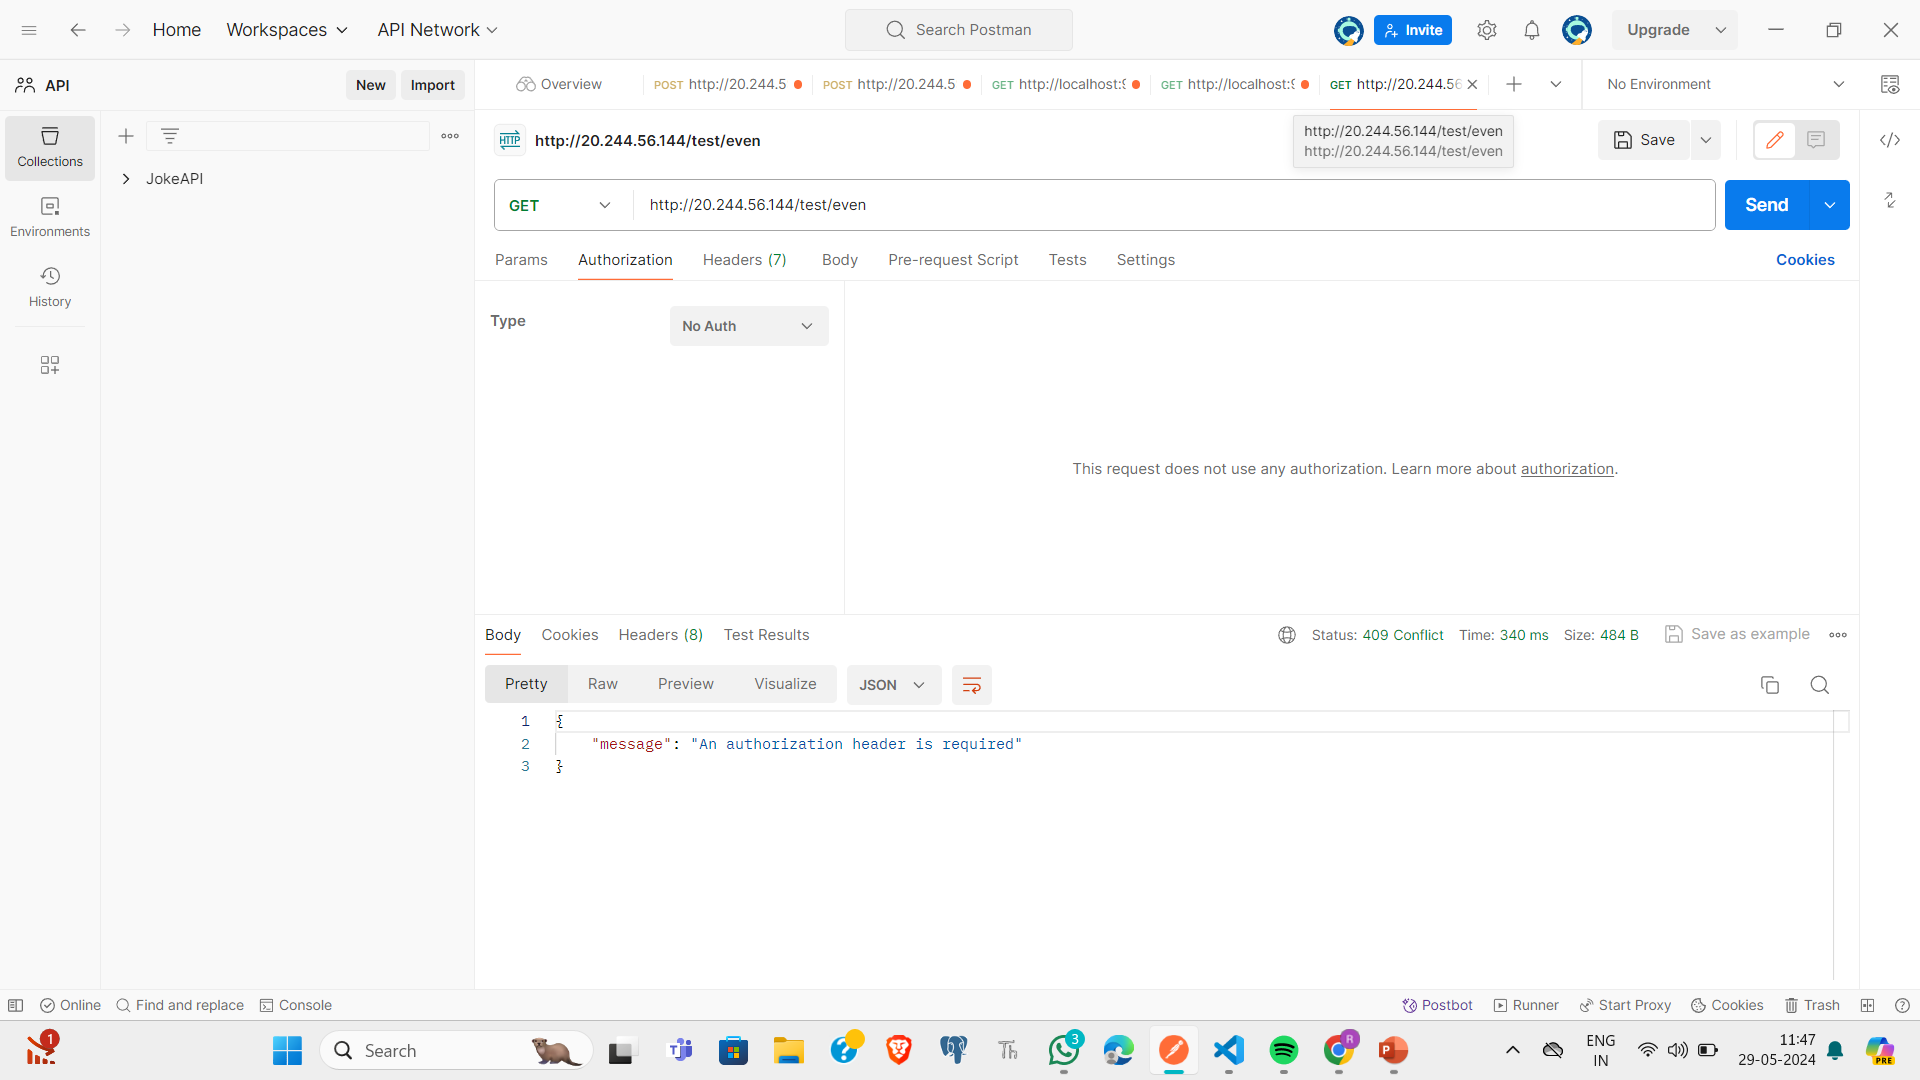 Home
Workspaces
API Network
Search Postman
Invite
Upgrade
API
New
Import
Overview
POST http://20.244.5
POST http://20.244.5
GET http://localhost:9
GET http://localhost:9
GET http://20.244.56
No Environment
Collections
Environments
History
JokeAPI
HTTP
http://20.244.56.144/test/even
http://20.244.56.144/test/even
http://20.244.56.144/test/even
Save
GET
http://20.244.56.144/test/even
Send
Params
Authorization
Headers (7)
Body
Pre-request Script
Tests
Settings
Cookies
Type
No Auth
This request does not use any authorization. Learn more about authorization.
Body
Cookies
Headers (8)
Test Results
Status: 409 Conflict
Time: 340 ms
Size: 484 B
Save as example
Pretty
Raw
Preview
Visualize
JSON
1 {
2 "message": "An authorization header is required"
3 }
Online
Find and replace
Console
Postbot
Runner
Start Proxy
Cookies
Trash
1
Search
Th
3
R
P
ENG
IN
11:47
29-05-2024
PRE